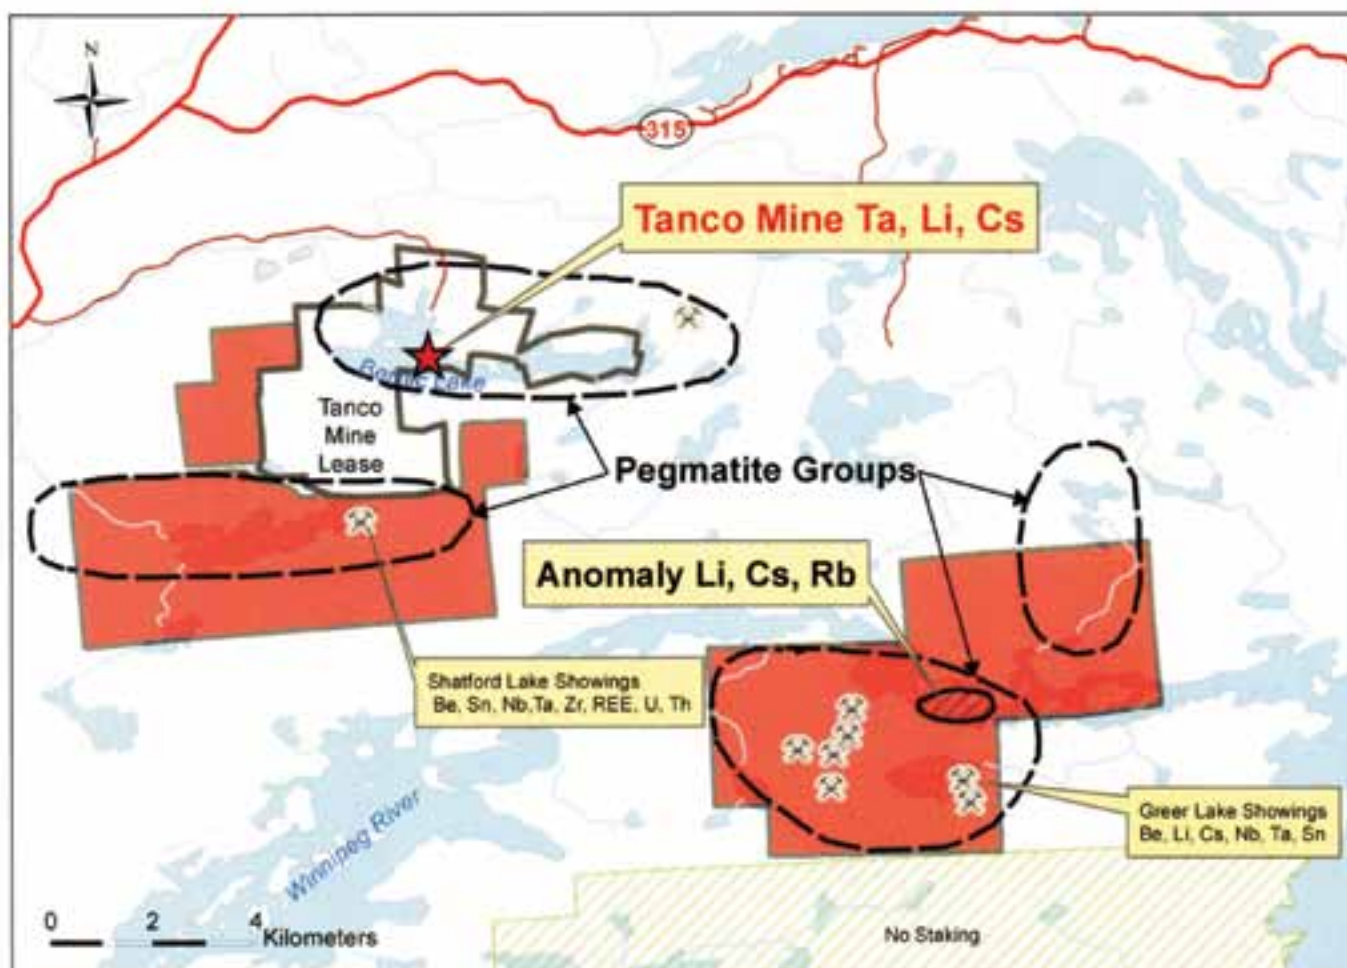 N
315
Tanco Mine Ta, Li, Cs
Bernic Lake
Tanco
Mine
Lease
Pegmatite Groups
Anomaly Li, Cs, Rb
Shatford Lake Showings
Be, Sn, Nb,Ta, Zr, REE, U, Th
Greer Lake Showings
Be, Li, Cs, Nb, Ta, Sn
Winnipeg River
0 2 4
Kilometers
No Staking